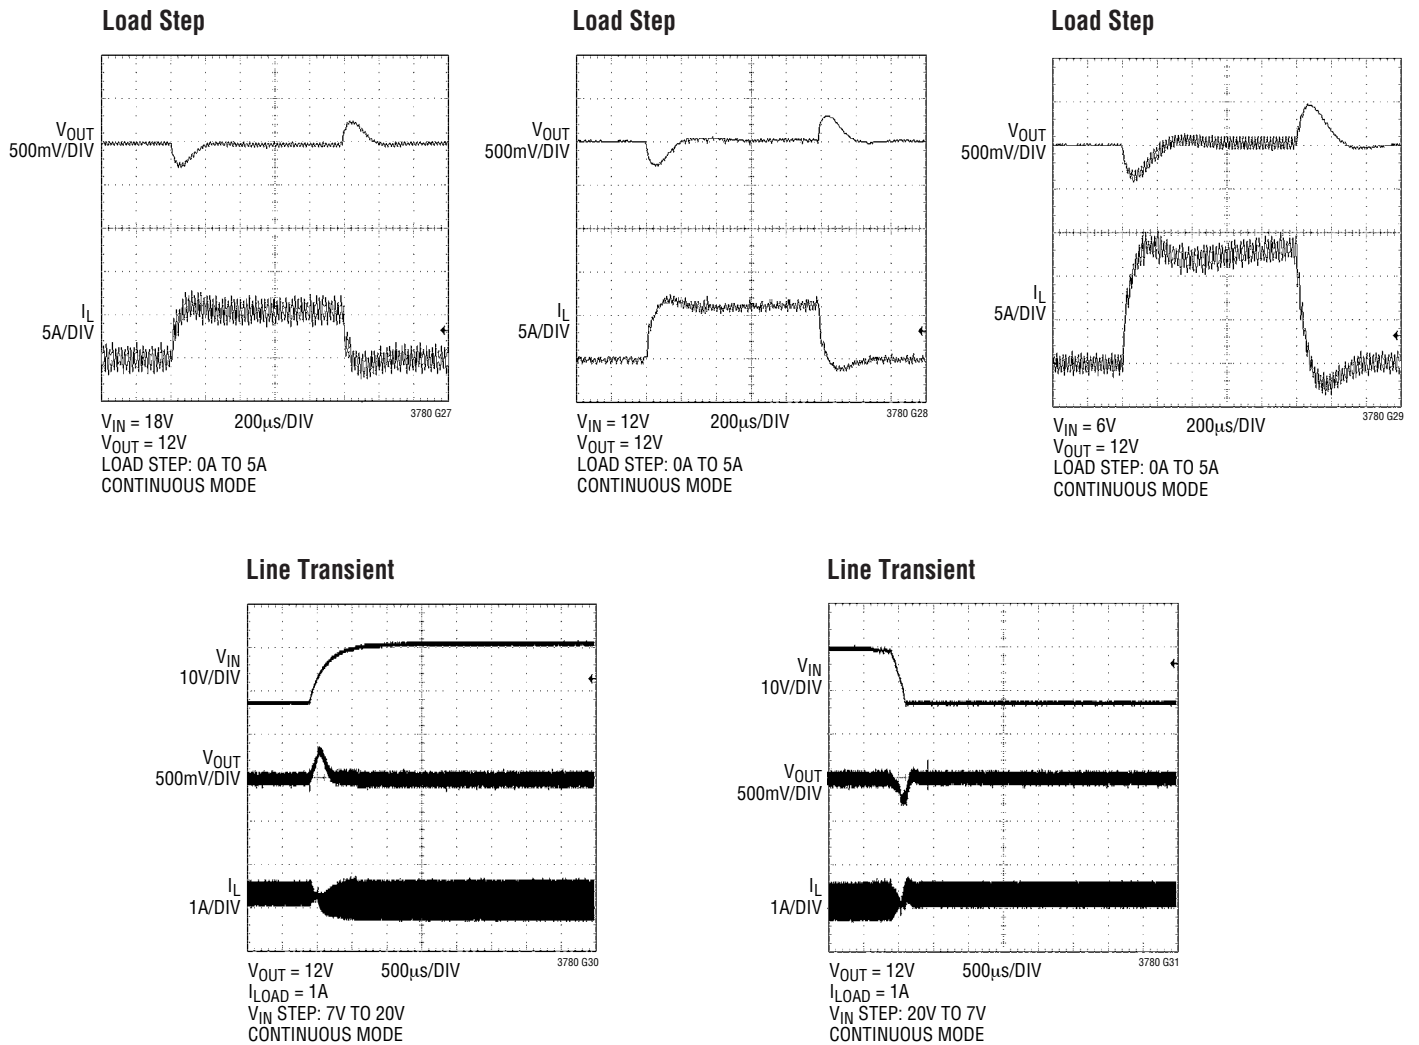 Load Step
VOUT
500mV/DIV
IL
5A/DIV
3780 G27
VIN = 18V
200µs/DIV
VOUT = 12V
LOAD STEP: 0A TO 5A
CONTINUOUS MODE
Load Step
VOUT
500mV/DIV
IL
5A/DIV
3780 G28
VIN = 12V
200µs/DIV
VOUT = 12V
LOAD STEP: 0A TO 5A
CONTINUOUS MODE
Load Step
VOUT
500mV/DIV
IL
5A/DIV
3780 G29
VIN = 6V
200µs/DIV
VOUT = 12V
LOAD STEP: 0A TO 5A
CONTINUOUS MODE
Line Transient
VIN
10V/DIV
VOUT
500mV/DIV
IL
1A/DIV
3780 G30
VOUT = 12V
500µs/DIV
ILOAD = 1A
VIN STEP: 7V TO 20V
CONTINUOUS MODE
Line Transient
VIN
10V/DIV
VOUT
500mV/DIV
IL
1A/DIV
3780 G31
VOUT = 12V
500µs/DIV
ILOAD = 1A
VIN STEP: 20V TO 7V
CONTINUOUS MODE